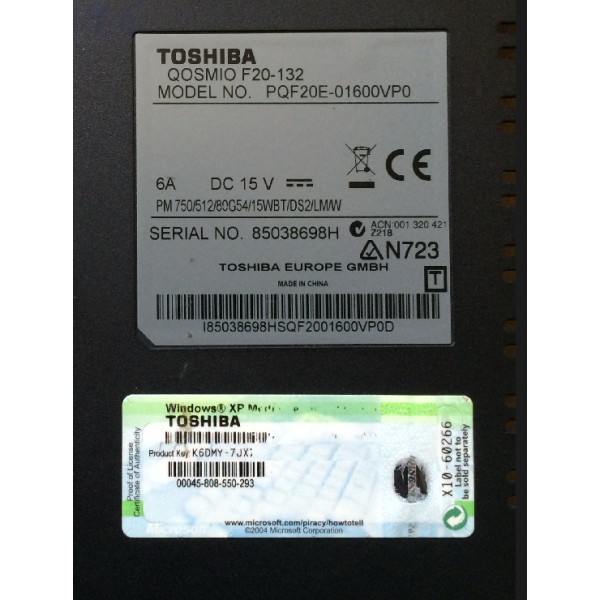 TOSHIBA
QOSMIO F20-132
MODEL NO. PQF20E-01600VP0
6A DC 15 V
PM 750/512/80G54/15WBT/DS2/LM/W
SERIAL NO. 85038698H
ACN 001 320 421
Z218
N723
TOSHIBA EUROPE GMBH
MADE IN CHINA
T
I85038698HSQF2001600VP0D
Windows® XP
TOSHIBA
Product Key: K6DMY-7JX
00045-808-550-293
Proof of License
Certificate of Authenticity
X10-60266
Label not to
be sold separately
Microsoft
www.microsoft.com/piracy/howtotell
©2004 Microsoft Corporation